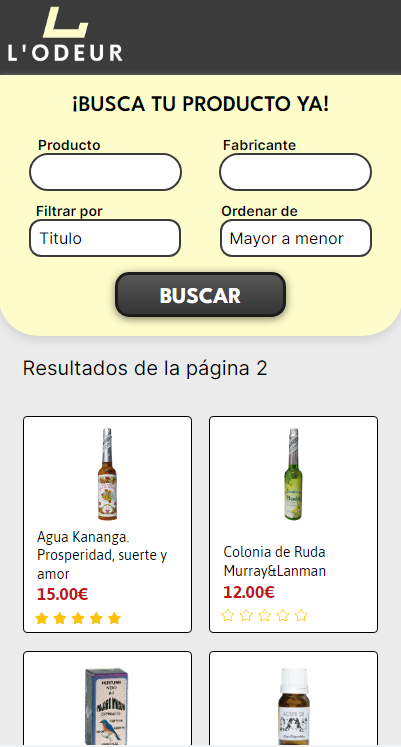 L'ODEUR
¡BUSCA TU PRODUCTO YA!
Producto
Fabricante
Filtrar por
Ordenar de
Titulo
Mayor a menor
BUSCAR
Resultados de la página 2
Agua Kananga.
Prosperidad, suerte y
amor
15.00€
Colonia de Ruda
Murray&Lanman
12.00€